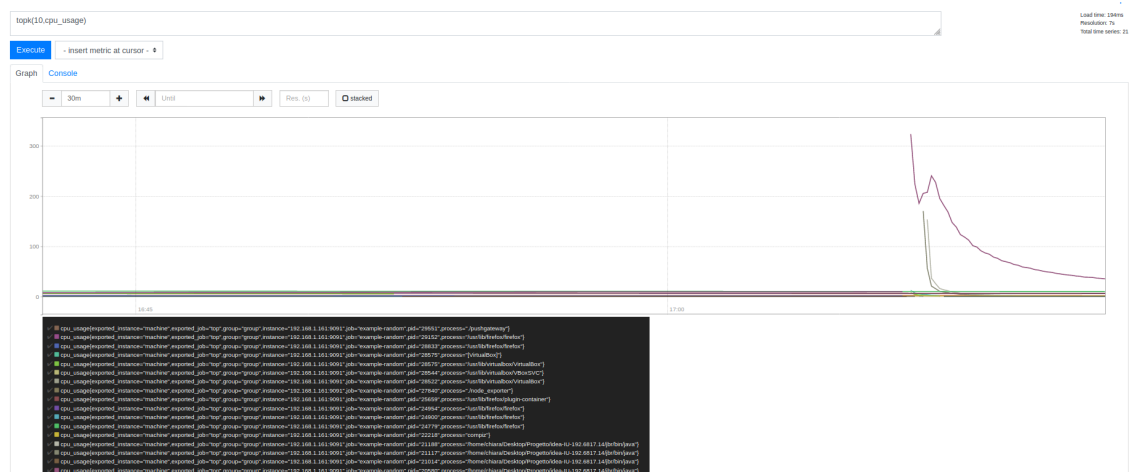 topk(10,cpu_usage)
Load time: 194ms
Resolution: 7s
Total time series: 21
Execute
- insert metric at cursor -
Graph
Console
30m
Until
Res. (s)
stacked
300
200
100
0
16:45
17:00
cpu_usage{exported_instance="machine",exported_job="top",group="group",instance="192.168.1.161:9091",job="example-random",pid="29551",process="./pushgateway"}
cpu_usage{exported_instance="machine",exported_job="top",group="group",instance="192.168.1.161:9091",job="example-random",pid="29152",process="/usr/lib/firefox/firefox"}
cpu_usage{exported_instance="machine",exported_job="top",group="group",instance="192.168.1.161:9091",job="example-random",pid="28833",process="/usr/lib/firefox/firefox"}
cpu_usage{exported_instance="machine",exported_job="top",group="group",instance="192.168.1.161:9091",job="example-random",pid="28575",process="[VirtualBox]"}
cpu_usage{exported_instance="machine",exported_job="top",group="group",instance="192.168.1.161:9091",job="example-random",pid="28575",process="/usr/lib/virtualbox/VirtualBox"}
cpu_usage{exported_instance="machine",exported_job="top",group="group",instance="192.168.1.161:9091",job="example-random",pid="28544",process="/usr/lib/virtualbox/VBoxSVC"}
cpu_usage{exported_instance="machine",exported_job="top",group="group",instance="192.168.1.161:9091",job="example-random",pid="28522",process="/usr/lib/virtualbox/VirtualBox"}
cpu_usage{exported_instance="machine",exported_job="top",group="group",instance="192.168.1.161:9091",job="example-random",pid="27640",process="./node_exporter"}
cpu_usage{exported_instance="machine",exported_job="top",group="group",instance="192.168.1.161:9091",job="example-random",pid="25659",process="/usr/lib/firefox/plugin-container"}
cpu_usage{exported_instance="machine",exported_job="top",group="group",instance="192.168.1.161:9091",job="example-random",pid="24954",process="/usr/lib/firefox/firefox"}
cpu_usage{exported_instance="machine",exported_job="top",group="group",instance="192.168.1.161:9091",job="example-random",pid="24900",process="/usr/lib/firefox/firefox"}
cpu_usage{exported_instance="machine",exported_job="top",group="group",instance="192.168.1.161:9091",job="example-random",pid="24779",process="/usr/lib/firefox/firefox"}
cpu_usage{exported_instance="machine",exported_job="top",group="group",instance="192.168.1.161:9091",job="example-random",pid="22218",process="compiz"}
cpu_usage{exported_instance="machine",exported_job="top",group="group",instance="192.168.1.161:9091",job="example-random",pid="21188",process="/home/chiara/Desktop/Progetto/idea-IU-192.6817.14/jbr/bin/java"}
cpu_usage{exported_instance="machine",exported_job="top",group="group",instance="192.168.1.161:9091",job="example-random",pid="21117",process="/home/chiara/Desktop/Progetto/idea-IU-192.6817.14/jbr/bin/java"}
cpu_usage{exported_instance="machine",exported_job="top",group="group",instance="192.168.1.161:9091",job="example-random",pid="21014",process="/home/chiara/Desktop/Progetto/idea-IU-192.6817.14/jbr/bin/java"}